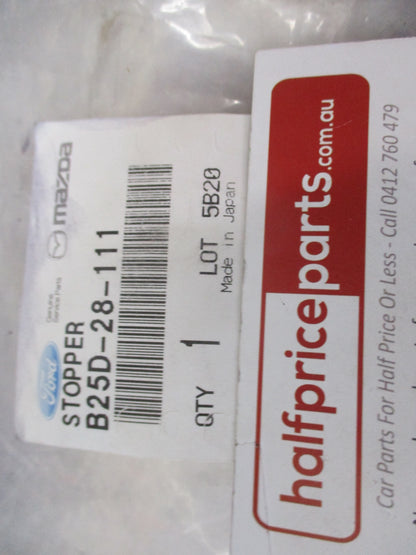 Ford
Genuine
Service Parts
mazda
STOPPER
B25D-28-111
QTY 1 LOT 5B20
Made in Japan
halfpriceparts.com.au
Car Parts For Half Price Or Less - Call 0412 760 479